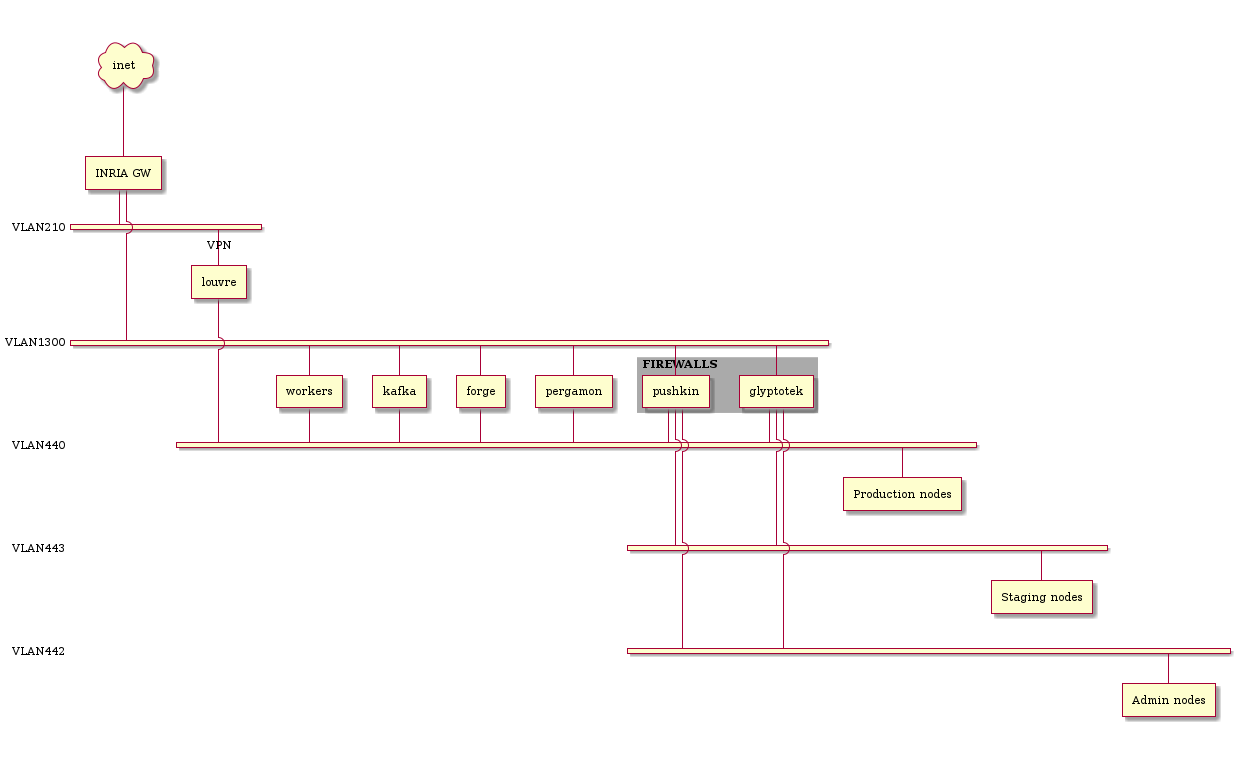 inet
INRIA GW
VLAN210
VPN
louvre
VLAN1300
FIREWALLS
workers
kafka
forge
pergamon
pushkin
glyptotek
VLAN440
Production nodes
VLAN443
Staging nodes
VLAN442
Admin nodes